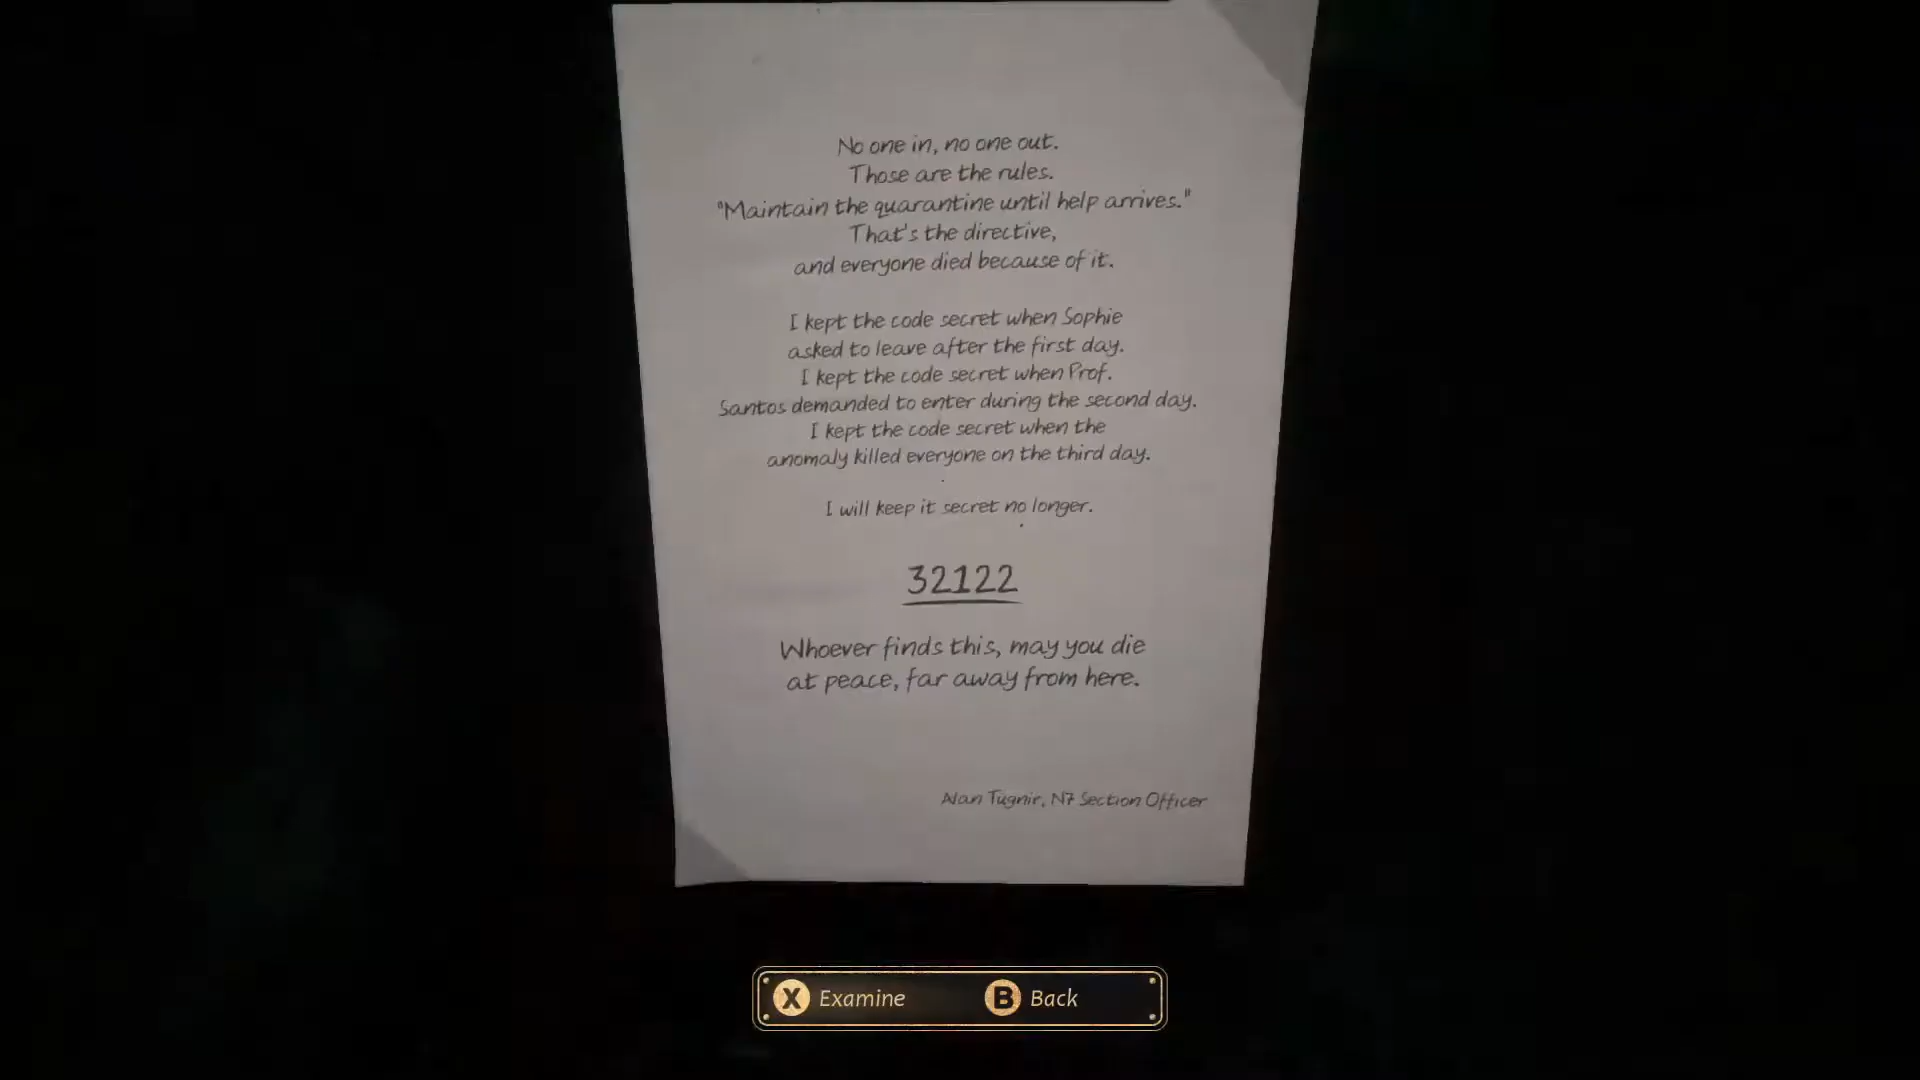 No one in, no one out.
Those are the rules.
"Maintain the quarantine until help arrives."
That's the directive,
and everyone died because of it.
I kept the code secret when Sophie
asked to leave after the first day.
I kept the code secret when Prof.
Santos demanded to enter during the second day.
I kept the code secret when the
anomaly killed everyone on the third day.
I will keep it secret no longer.
32122
Whoever finds this, may you die
at peace, far away from here.
Alan Tugnir, N7 Section Officer
X Examine B Back